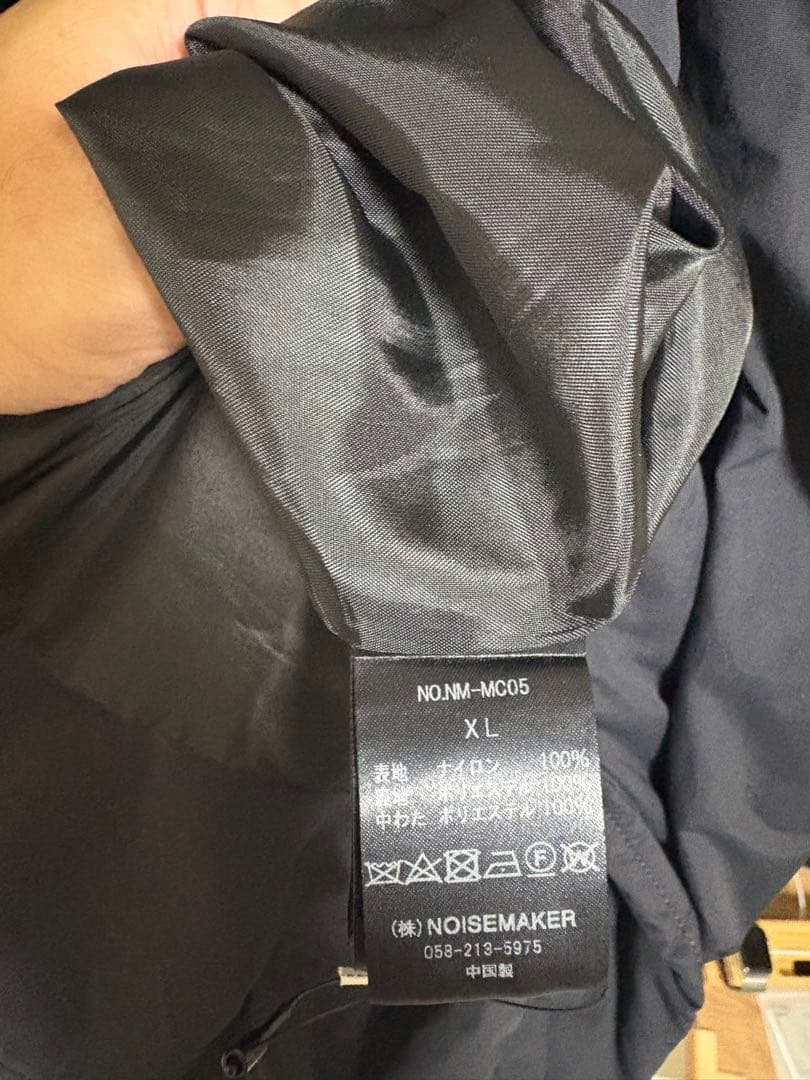 NO.NM-MC05
XL
表地 ナイロン 100%
裏地 ポリエステル 100%
中わた ポリエステル 100%
F W
(株) NOISEMAKER
058-213-5975
中国製